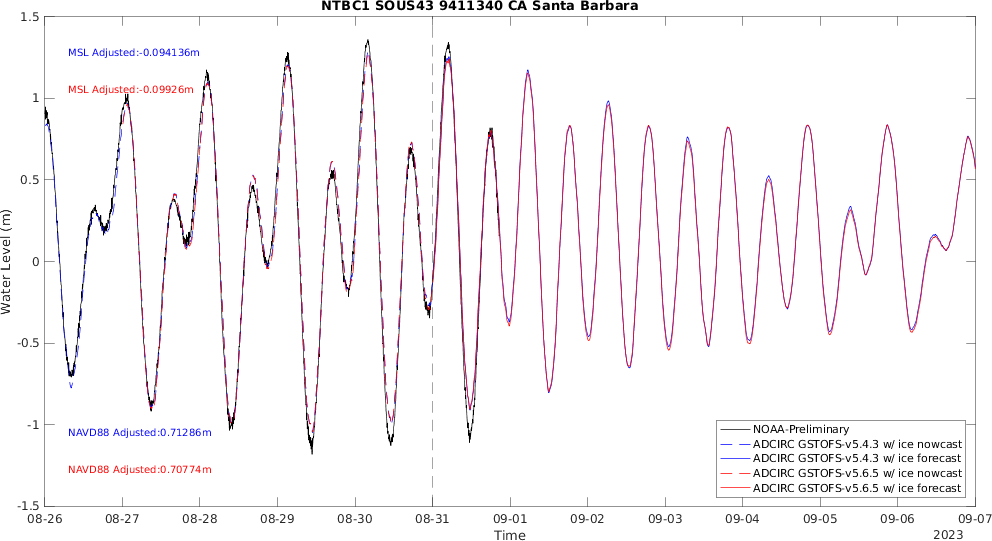 NTBC1 SOUS43 9411340 CA Santa Barbara
1.5
1
0.5
0
-0.5
-1
-1.5
Water Level (m)
MSL Adjusted:-0.094136m
MSL Adjusted:-0.09926m
NAVD88 Adjusted:0.71286m
NAVD88 Adjusted:0.70774m
NOAA-Preliminary
ADCIRC GSTOFS-v5.4.3 w/ ice nowcast
ADCIRC GSTOFS-v5.4.3 w/ ice forecast
ADCIRC GSTOFS-v5.6.5 w/ ice nowcast
ADCIRC GSTOFS-v5.6.5 w/ ice forecast
08-26 08-27 08-28 08-29 08-30 08-31 09-01 09-02 09-03 09-04 09-05 09-06 09-07
Time
2023